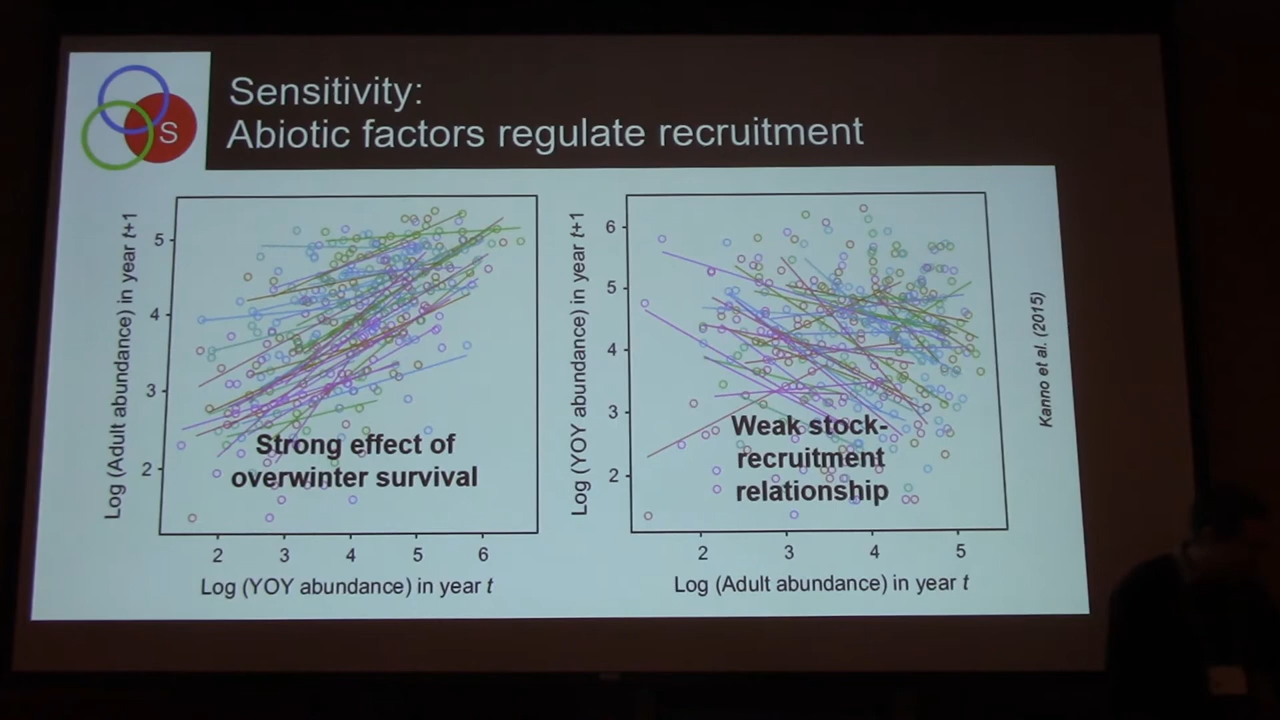 S
Sensitivity:
Abiotic factors regulate recruitment
Log (Adult abundance) in year t+1
5
4
3
2
Strong effect of
overwinter survival
2 3 4 5 6
Log (YOY abundance) in year t
Log (YOY abundance) in year t+1
6
5
4
3
2
Weak stock-
recruitment
relationship
2 3 4 5
Log (Adult abundance) in year t
Kanno et al. (2015)